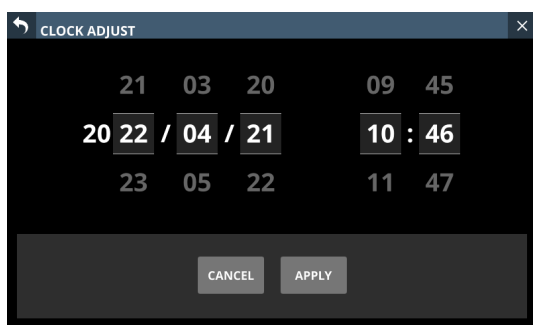 CLOCK ADJUST
21 03 20 09 45
20 22 / 04 / 21 10 : 46
23 05 22 11 47
CANCEL APPLY